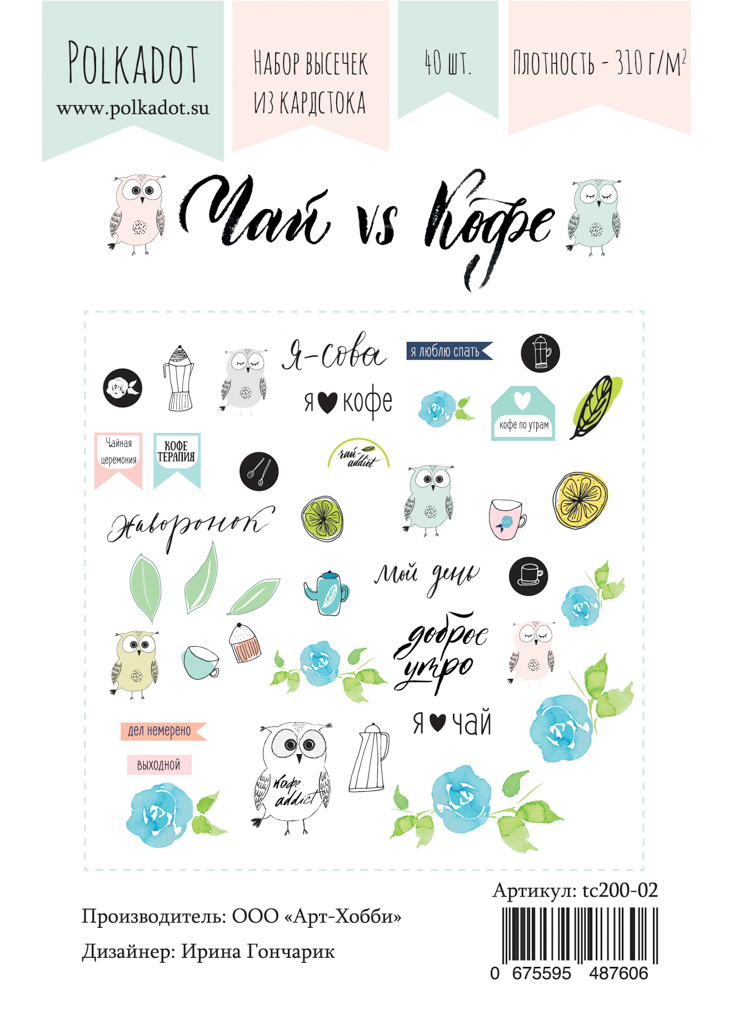 POLKADOT
www.polkadot.su
НАБОР ВЫСЕЧЕК
ИЗ КАРДСТОКА
40 ШТ.
ПЛОТНОСТЬ - 310 Г/М²
Чай vs Кофе
Я-сова
я люблю спать
я ♥ кофе
кофе по утрам
Чайная
церемония
КОФЕ
ТЕРАПИЯ
чай-
addict
Жаворонок
Мой день
доброе
утро
я ♥ чай
дел немерено
выходной
кофе
addict
Артикул: tc200-02
Производитель: ООО «Арт-Хобби»
Дизайнер: Ирина Гончарик
0 675595 487606